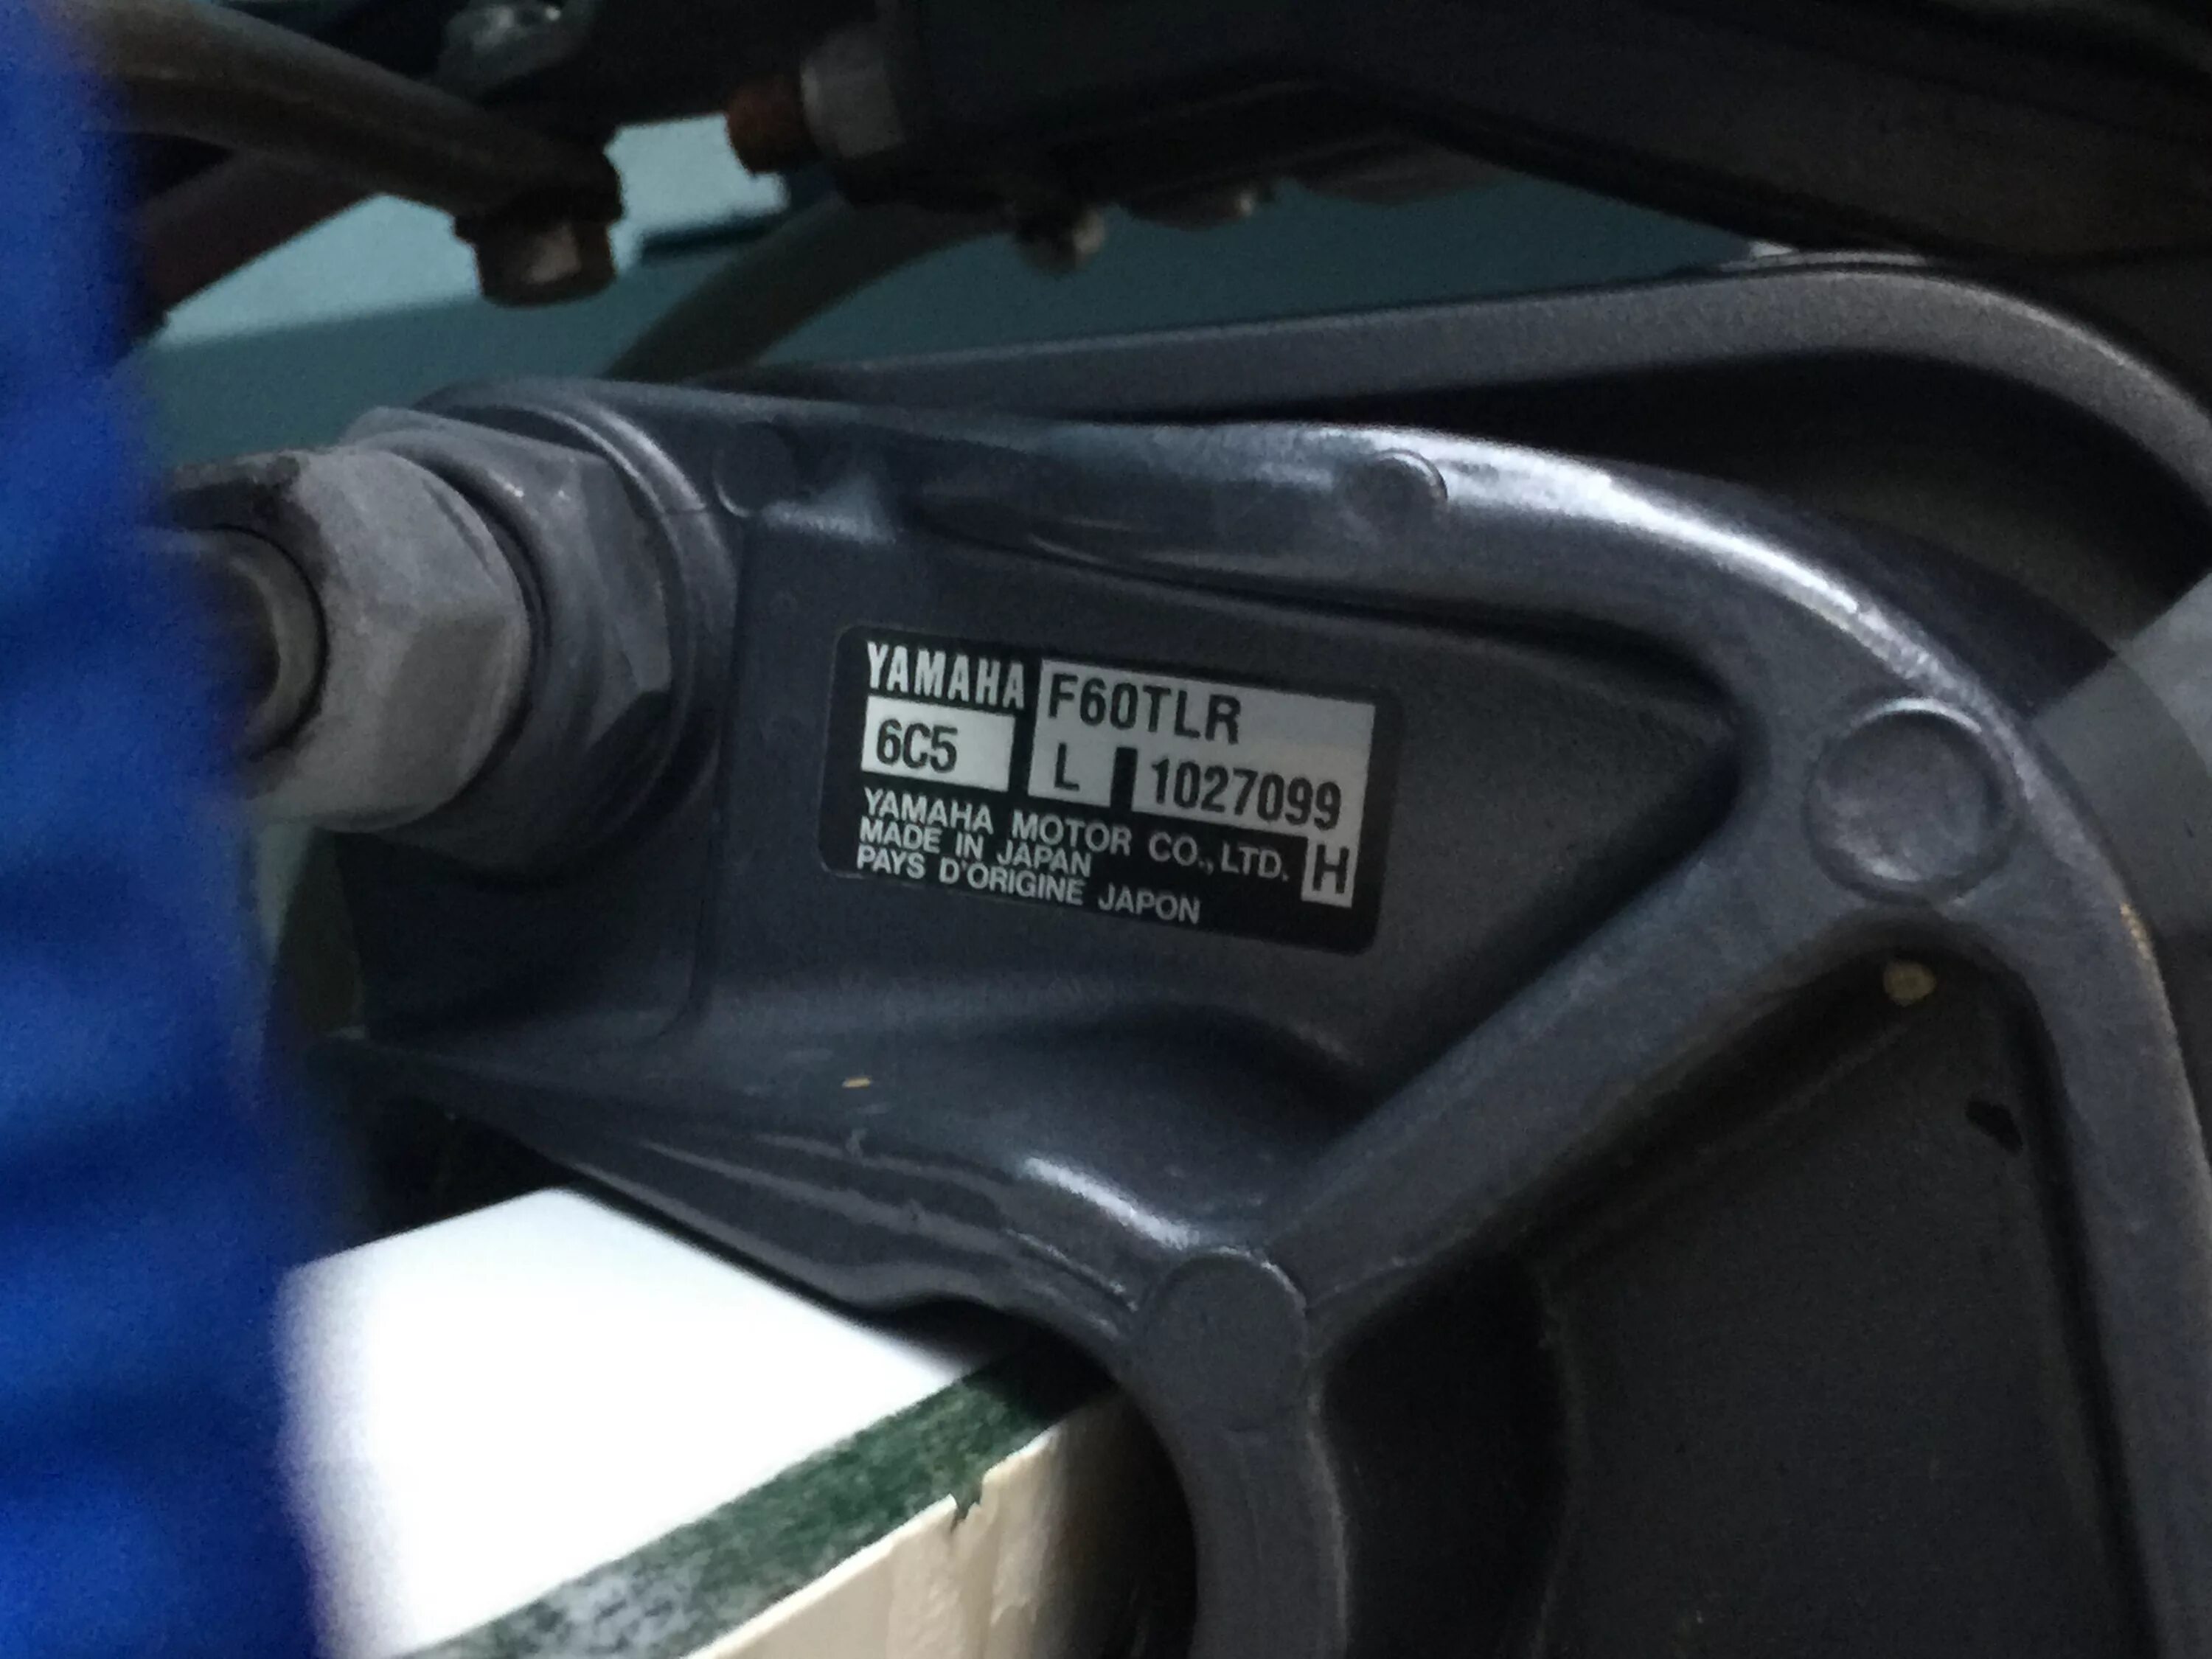 YAMAHA F60TLR
6C5 L 1027099
YAMAHA MOTOR CO., LTD. H
MADE IN JAPAN
PAYS D'ORIGINE JAPON